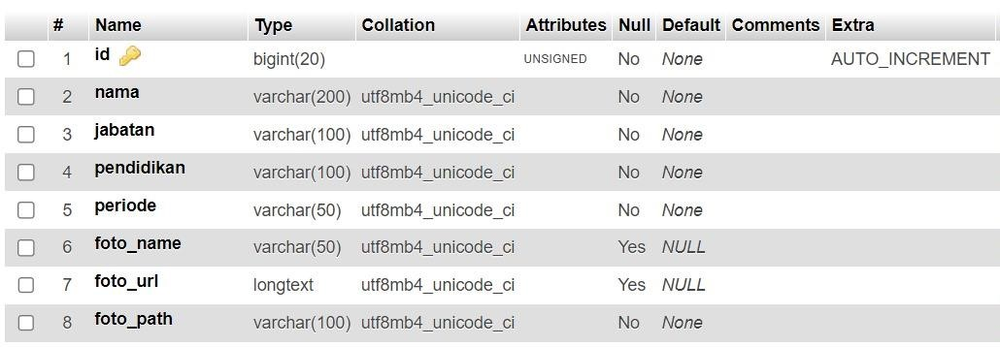 # Name Type Collation Attributes Null Default Comments Extra
1 id bigint(20) UNSIGNED No None AUTO_INCREMENT
2 nama varchar(200) utf8mb4_unicode_ci No None
3 jabatan varchar(100) utf8mb4_unicode_ci No None
4 pendidikan varchar(100) utf8mb4_unicode_ci No None
5 periode varchar(50) utf8mb4_unicode_ci No None
6 foto_name varchar(50) utf8mb4_unicode_ci Yes NULL
7 foto_url longtext utf8mb4_unicode_ci Yes NULL
8 foto_path varchar(100) utf8mb4_unicode_ci No None